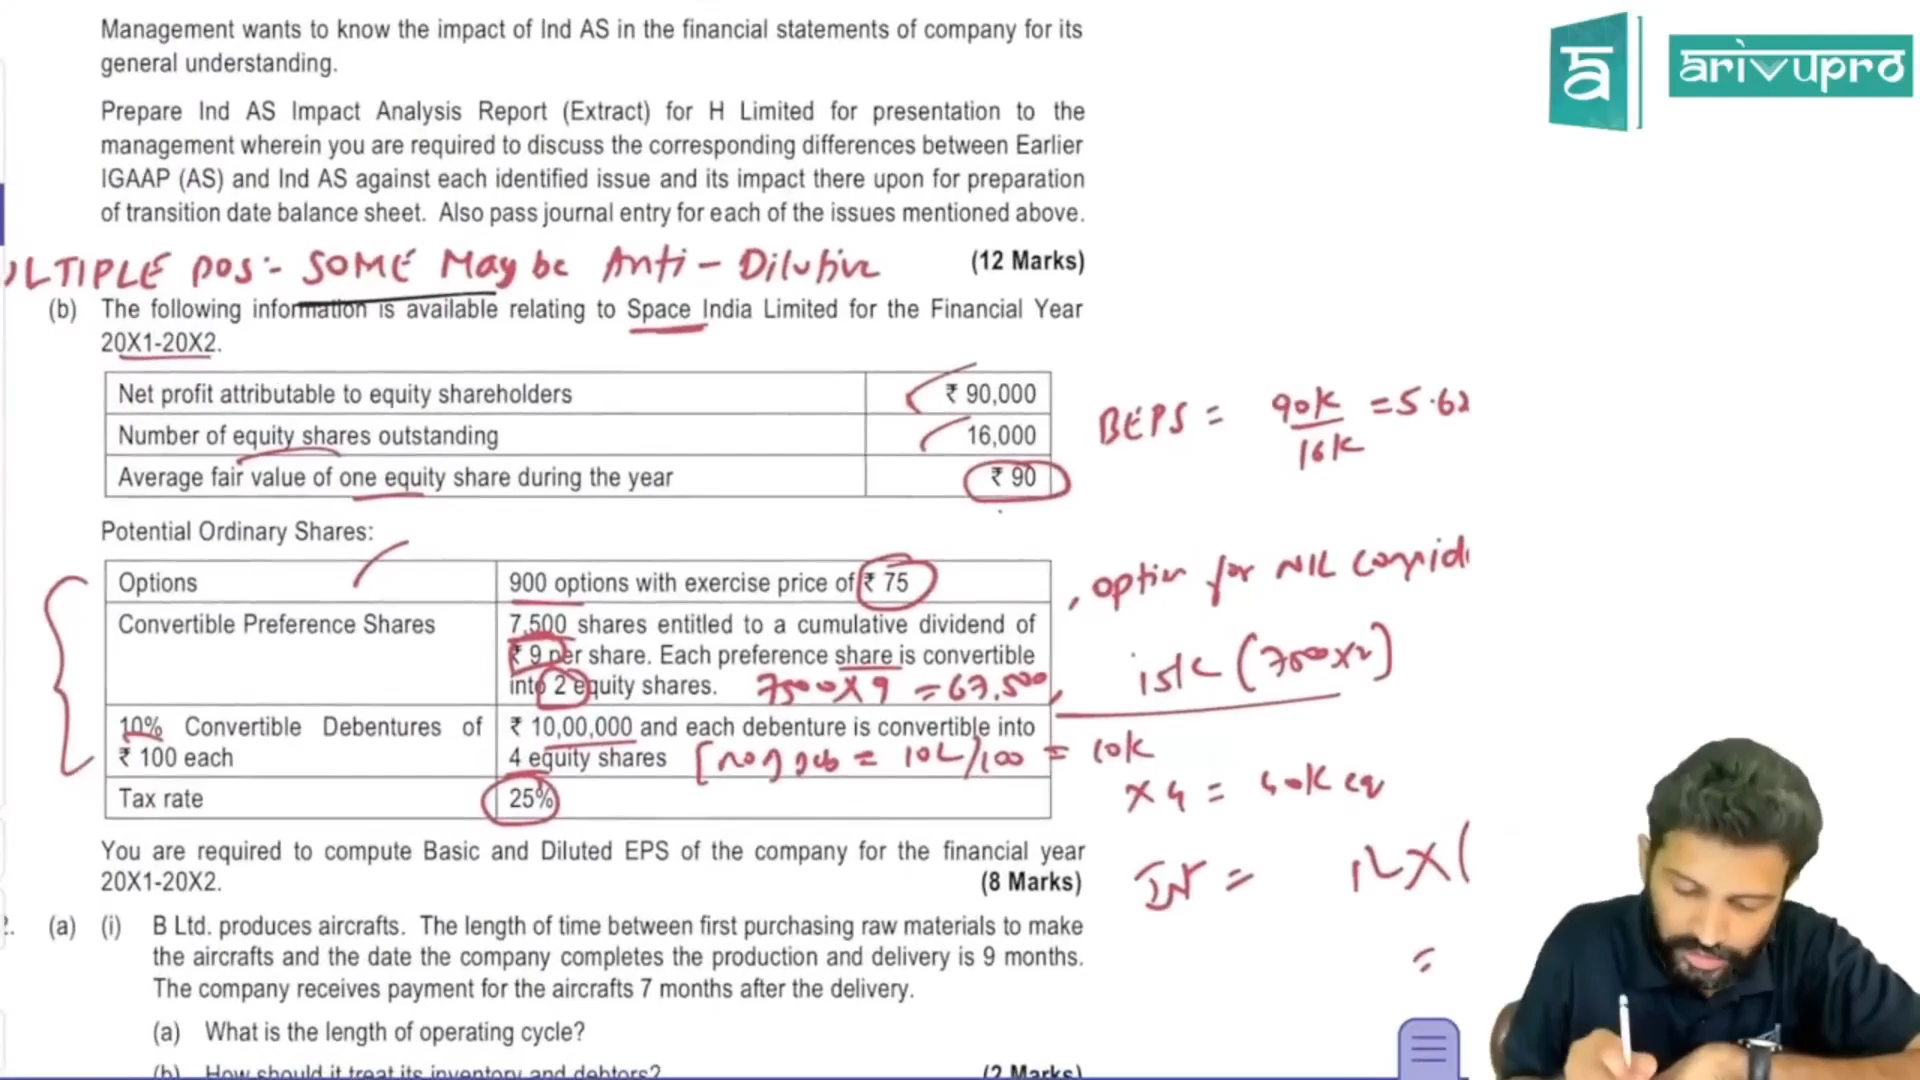 Management wants to know the impact of Ind AS in the financial statements of company for its
general understanding.
ā
arivupro
Prepare Ind AS Impact Analysis Report (Extract) for H Limited for presentation to the
management wherein you are required to discuss the corresponding differences between Earlier
IGAAP (AS) and Ind AS against each identified issue and its impact there upon for preparation
of transition date balance sheet. Also pass journal entry for each of the issues mentioned above.
LTIPLE POS:- SOME May be Anti - Dilutive
(12 Marks)
(b) The following information is available relating to Space India Limited for the Financial Year
20X1-20X2.
Net profit attributable to equity shareholders ₹ 90,000
Number of equity shares outstanding 16,000
Average fair value of one equity share during the year ₹ 90
BEPS = 90K / 16K = 5.62
Potential Ordinary Shares:
Options 900 options with exercise price of ₹ 75
, option for NIL consid
Convertible Preference Shares 7,500 shares entitled to a cumulative dividend of
₹ 9 per share. Each preference share is convertible
into 2 equity shares. 7500 X 9 = 67,500,
15K (7500x2)
10% Convertible Debentures of ₹ 10,00,000 and each debenture is convertible into
₹ 100 each 4 equity shares [no of deb = 10L/100 = 10K
X 4 = 40K eq
Tax rate 25%
You are required to compute Basic and Diluted EPS of the company for the financial year
20X1-20X2. (8 Marks)
Int = 1L X (
=
2. (a) (i) B Ltd. produces aircrafts. The length of time between first purchasing raw materials to make
the aircrafts and the date the company completes the production and delivery is 9 months.
The company receives payment for the aircrafts 7 months after the delivery.
(a) What is the length of operating cycle?
(b) How should it treat its inventory and debtors? (2 Marks)